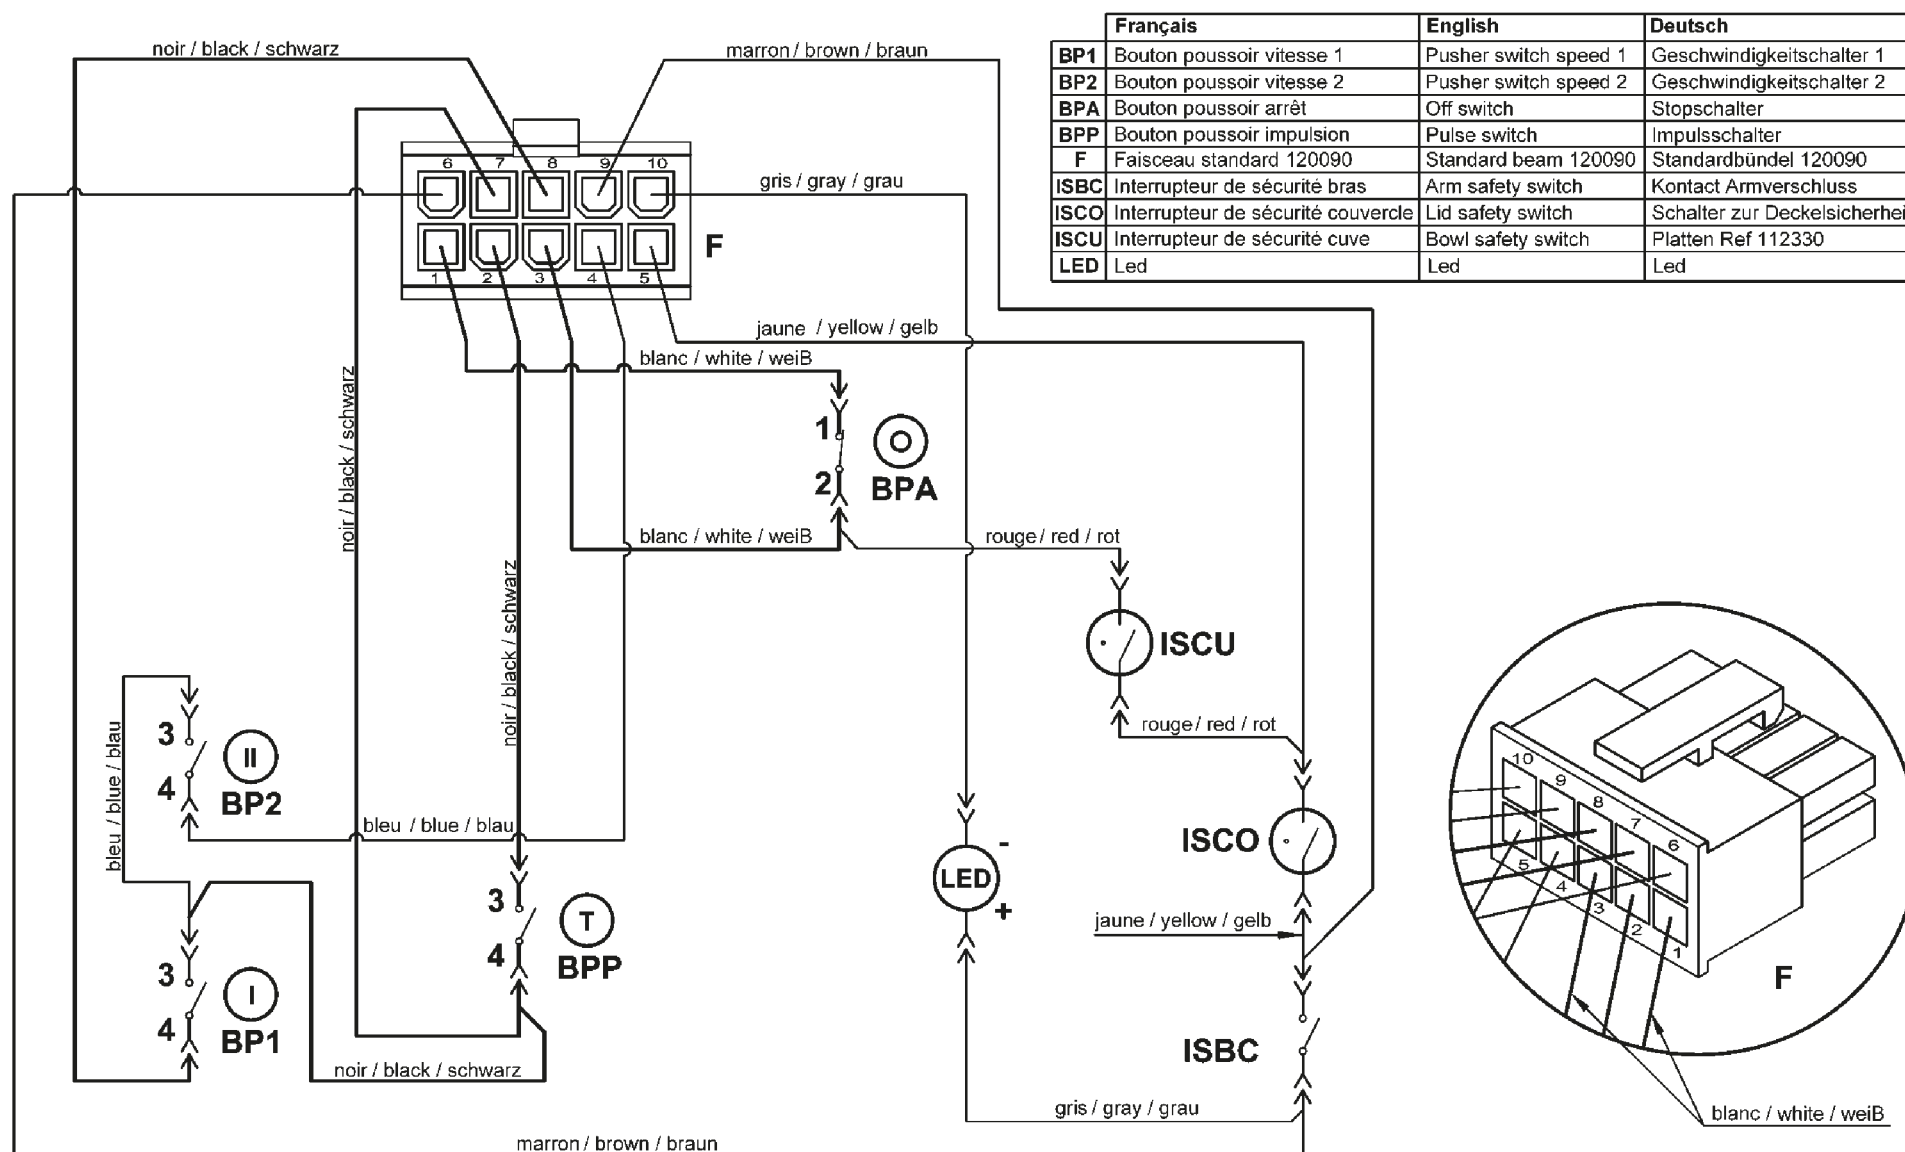 Français English Deutsch
BP1 Bouton poussoir vitesse 1 Pusher switch speed 1 Geschwindigkeitschalter 1
BP2 Bouton poussoir vitesse 2 Pusher switch speed 2 Geschwindigkeitschalter 2
BPA Bouton poussoir arrêt Off switch Stopschalter
BPP Bouton poussoir impulsion Pulse switch Impulsschalter
F Faisceau standard 120090 Standard beam 120090 Standardbündel 120090
ISBC Interrupteur de sécurité bras Arm safety switch Kontact Armverschluss
ISCO Interrupteur de sécurité couvercle Lid safety switch Schalter zur Deckelsicherhei
ISCU Interrupteur de sécurité cuve Bowl safety switch Platten Ref 112330
LED Led Led Led
noir / black / schwarz
marron / brown / braun
6 7 8 9 10
gris / gray / grau
F
1 2 3 4 5
jaune / yellow / gelb
blanc / white / weiB
noir / black / schwarz
1
2
BPA
blanc / white / weiB
rouge / red / rot
noir / black / schwarz
ISCU
rouge / red / rot
bleu / blue / blau
3
II
4
BP2
bleu / blue / blau
ISCO
-
LED
+
3
T
4
BPP
jaune / yellow / gelb
3
I
4
BP1
ISBC
noir / black / schwarz
gris / gray / grau
marron / brown / braun
10 9 8 7 6
5 4 3 2 1
F
blanc / white / weiB